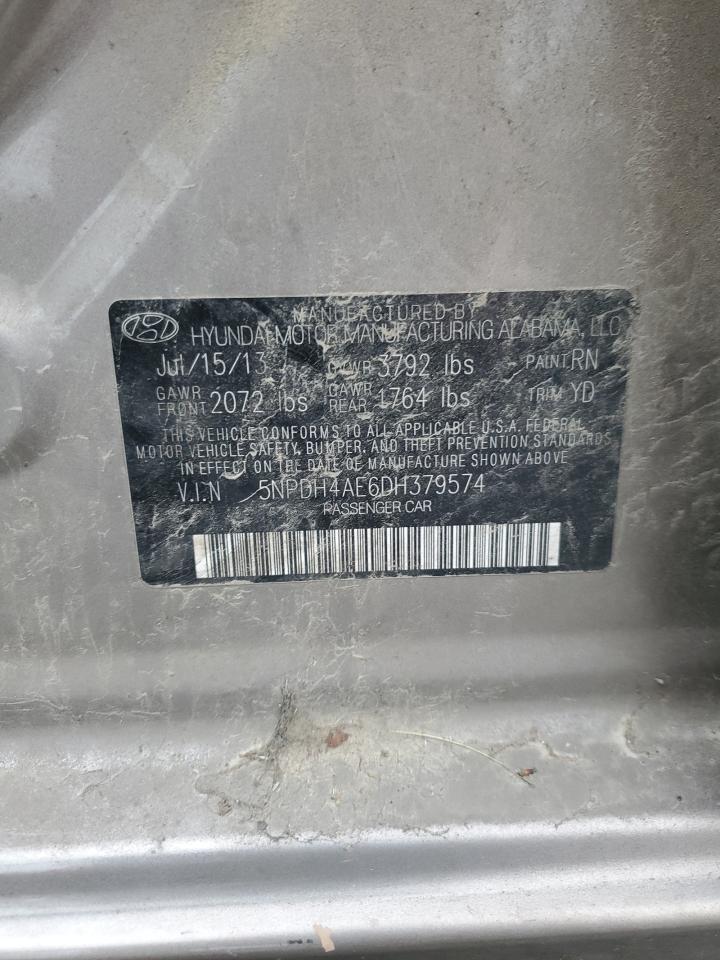 MANUFACTURED BY
HYUNDAI MOTOR MANUFACTURING ALABAMA, LLC
Jul/15/13 GVWR 3792 lbs PAINT RN
GAWR FRONT 2072 lbs GAWR REAR 1764 lbs TRIM YD
THIS VEHICLE CONFORMS TO ALL APPLICABLE U.S.A. FEDERAL
MOTOR VEHICLE SAFETY, BUMPER, AND THEFT PREVENTION STANDARDS
IN EFFECT ON THE DATE OF MANUFACTURE SHOWN ABOVE.
V.I.N 5NPDH4AE6DH379574
PASSENGER CAR